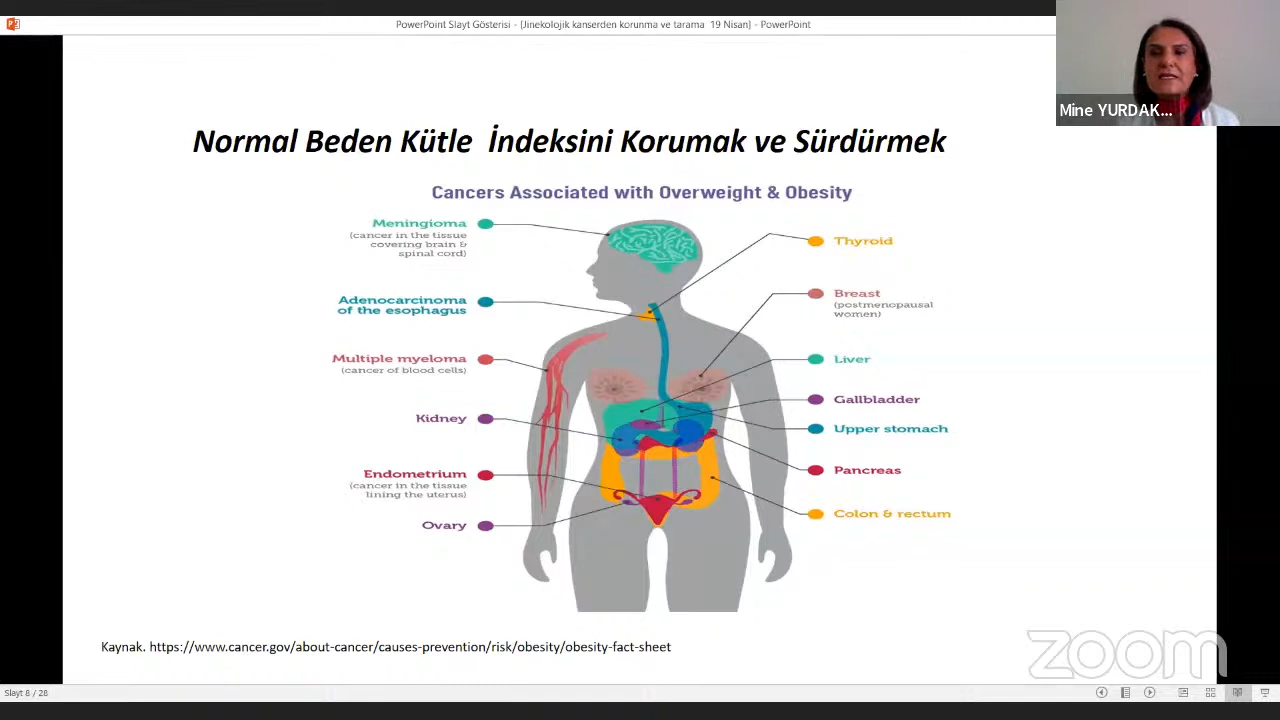 PowerPoint Slayt Gösterisi - [Jinekolojik kanserden korunma ve tarama 19 Nisan] - PowerPoint
Mine YURDAK...
Normal Beden Kütle İndeksini Korumak ve Sürdürmek
Cancers Associated with Overweight & Obesity
Meningioma
(cancer in the tissue
covering brain &
spinal cord)
Adenocarcinoma
of the esophagus
Multiple myeloma
(cancer of blood cells)
Kidney
Endometrium
(cancer in the tissue
lining the uterus)
Ovary
Thyroid
Breast
(postmenopausal
women)
Liver
Gallbladder
Upper stomach
Pancreas
Colon & rectum
Kaynak. https://www.cancer.gov/about-cancer/causes-prevention/risk/obesity/obesity-fact-sheet
zoom
Slayt 8 / 28